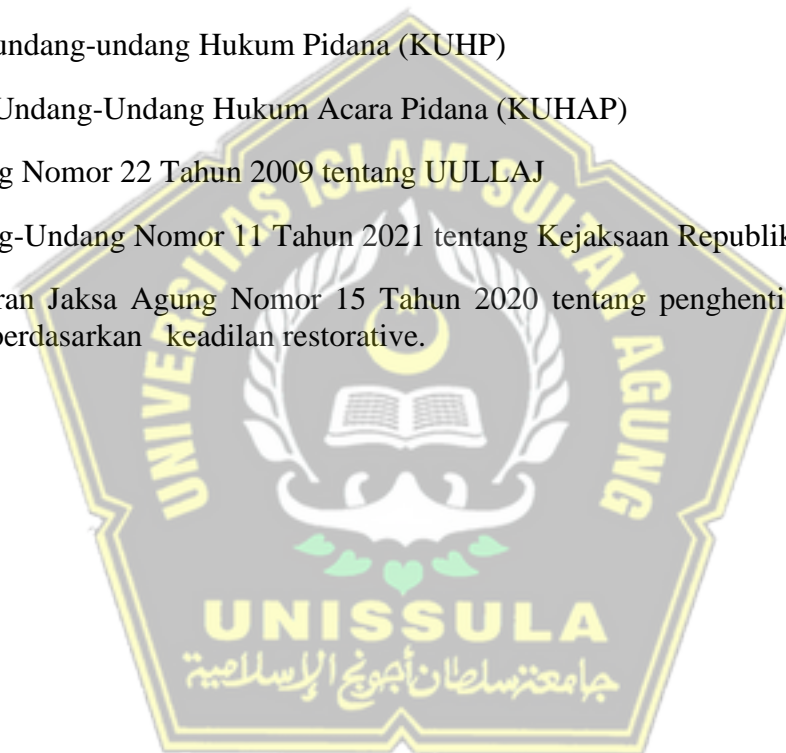 undang-undang Hukum Pidana (KUHP)
Undang-Undang Hukum Acara Pidana (KUHAP)
g Nomor 22 Tahun 2009 tentang UULLAJ
g-Undang Nomor 11 Tahun 2021 tentang Kejaksaan Republik
ran Jaksa Agung Nomor 15 Tahun 2020 tentang penghenti
berdasarkan keadilan restorative.
UNIVERSITAS ISLAM SULTAN AGUNG
UNISSULA
جامعتنسلطان أجونج الإسلامية